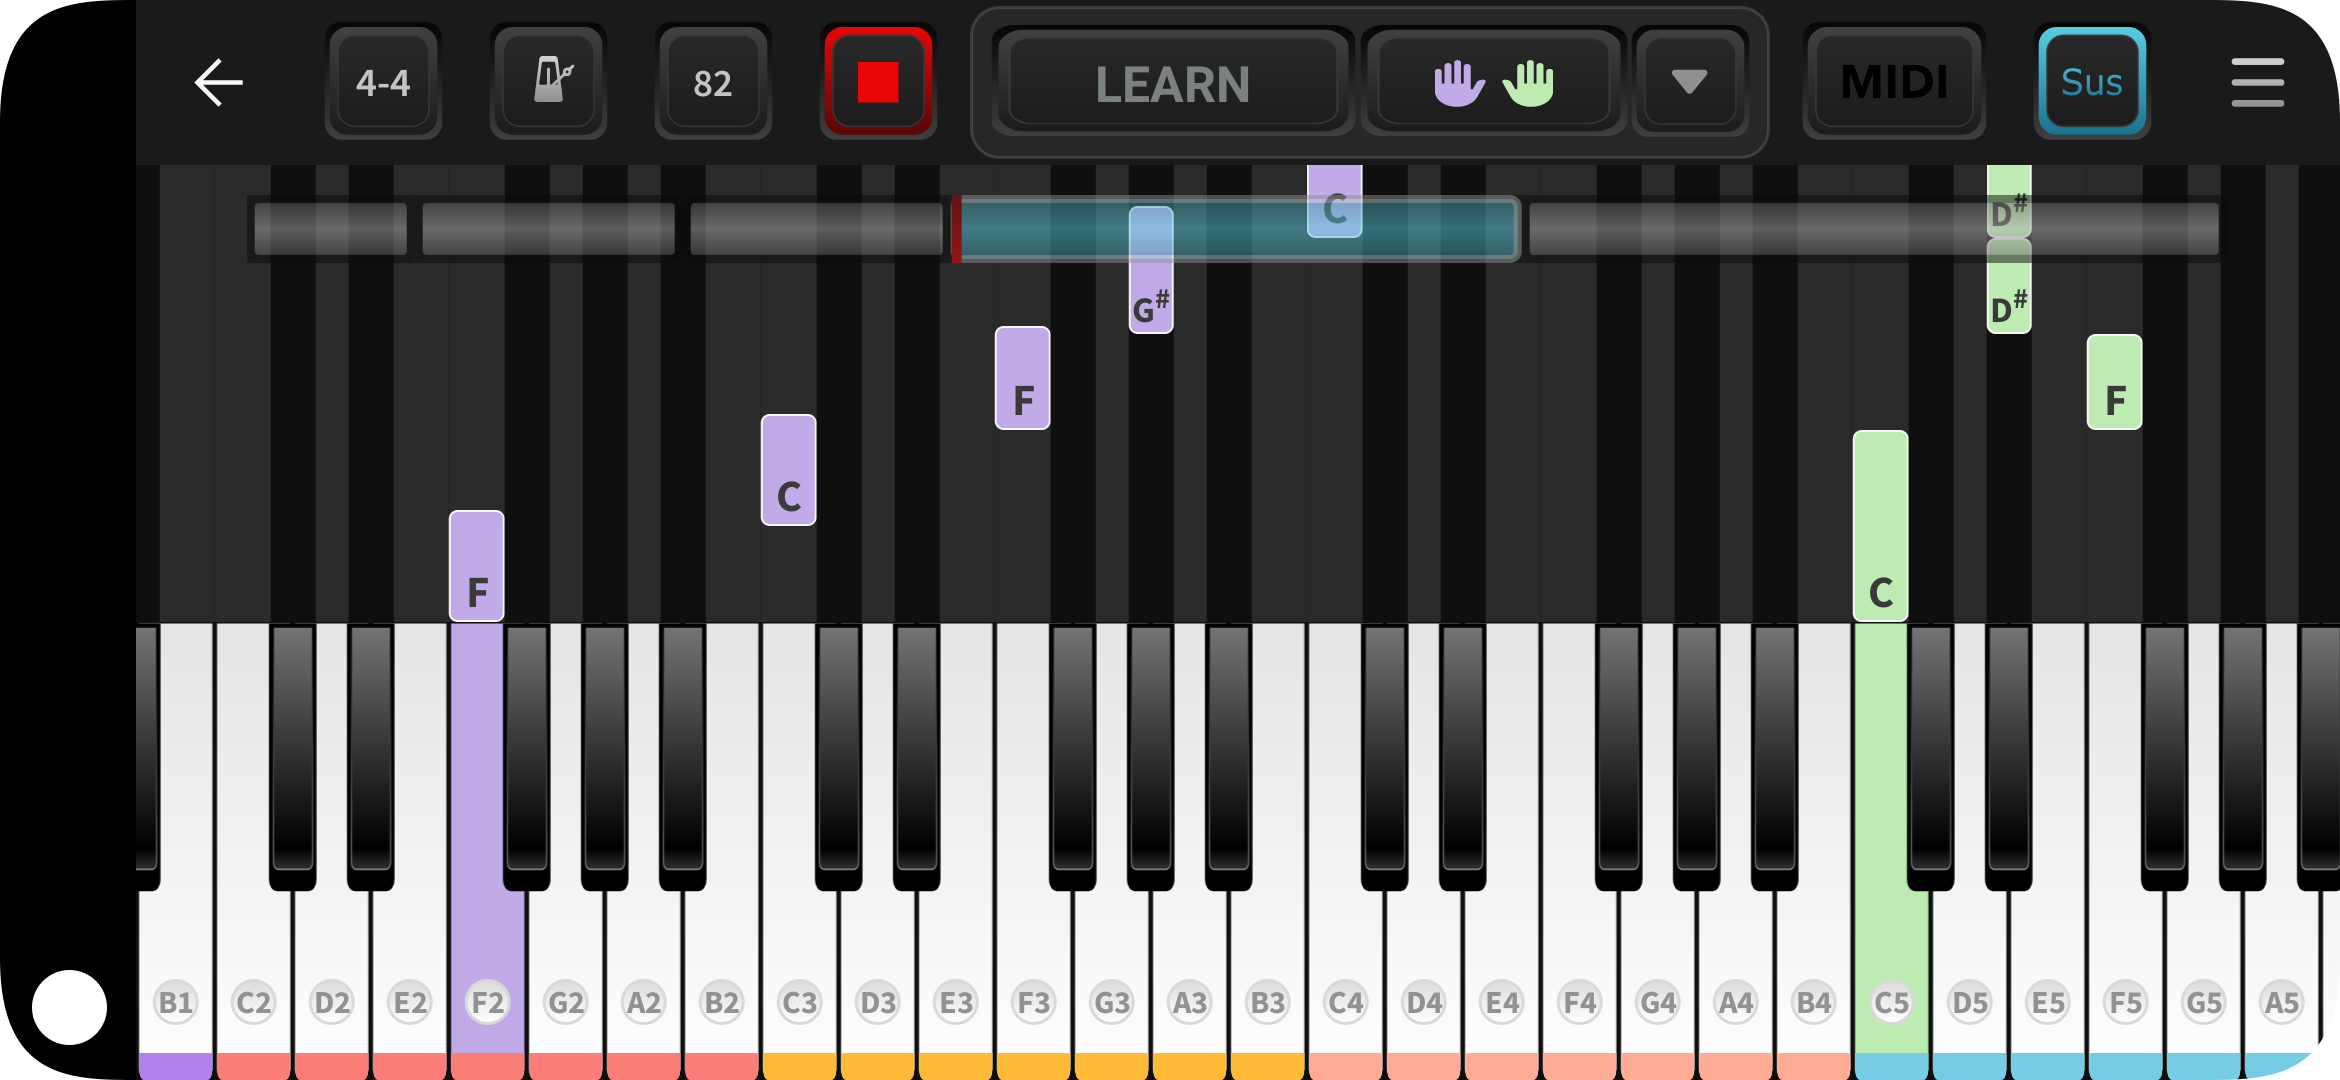 4-4 82 LEARN MIDI Sus
C D#
G# D#
F F
C
F C
B1 C2 D2 E2 F2 G2 A2 B2 C3 D3 E3 F3 G3 A3 B3 C4 D4 E4 F4 G4 A4 B4 C5 D5 E5 F5 G5 A5